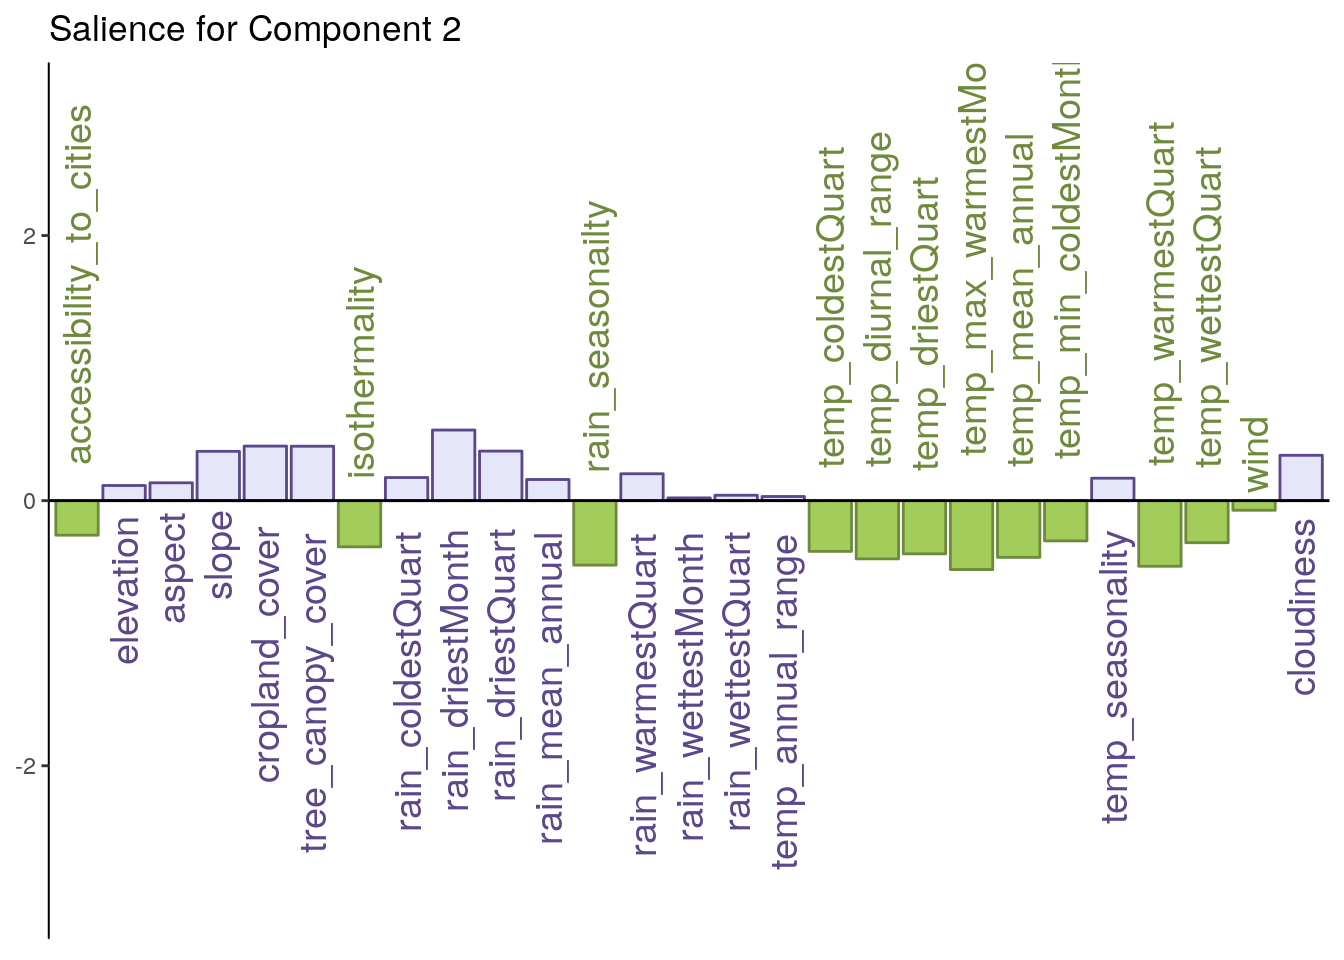 Salience for Component 2
2
0
-2
accessibility_to_cities
elevation
aspect
slope
cropland_cover
tree_canopy_cover
isothermality
rain_coldestQuart
rain_driestMonth
rain_driestQuart
rain_mean_annual
rain_seasonailty
rain_warmestQuart
rain_wettestMonth
rain_wettestQuart
temp_annual_range
temp_coldestQuart
temp_diurnal_range
temp_driestQuart
temp_max_warmestMo
temp_mean_annual
temp_min_coldestMont
temp_seasonality
temp_warmestQuart
temp_wettestQuart
wind
cloudiness